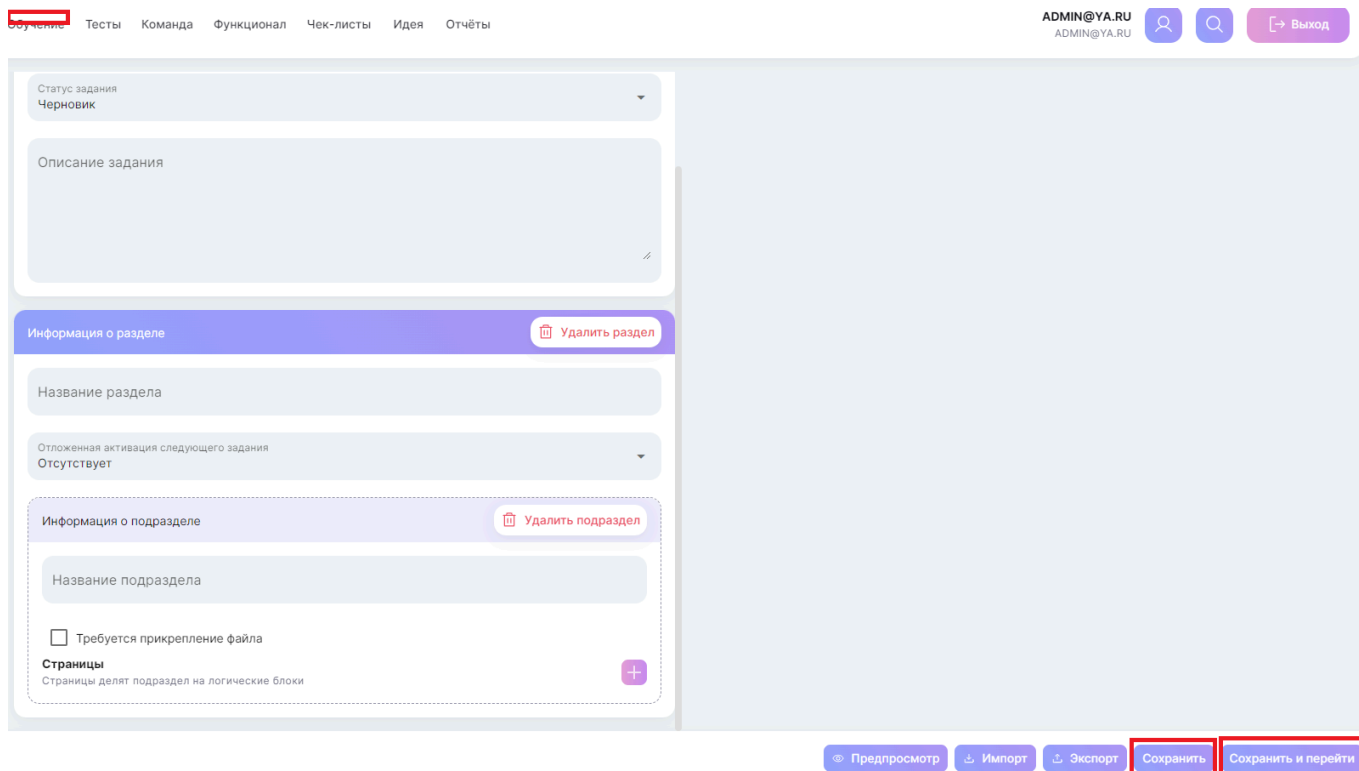 Обучение Тесты Команда Функционал Чек-листы Идея Отчёты
ADMIN@YA.RU
ADMIN@YA.RU
Выход
Статус задания
Черновик
Описание задания
Информация о разделе
Удалить раздел
Название раздела
Отложенная активация следующего задания
Отсутствует
Информация о подразделе
Удалить подраздел
Название подраздела
Требуется прикрепление файла
Страницы
Страницы делят подраздел на логические блоки
Предпросмотр Импорт Экспорт Сохранить Сохранить и перейти